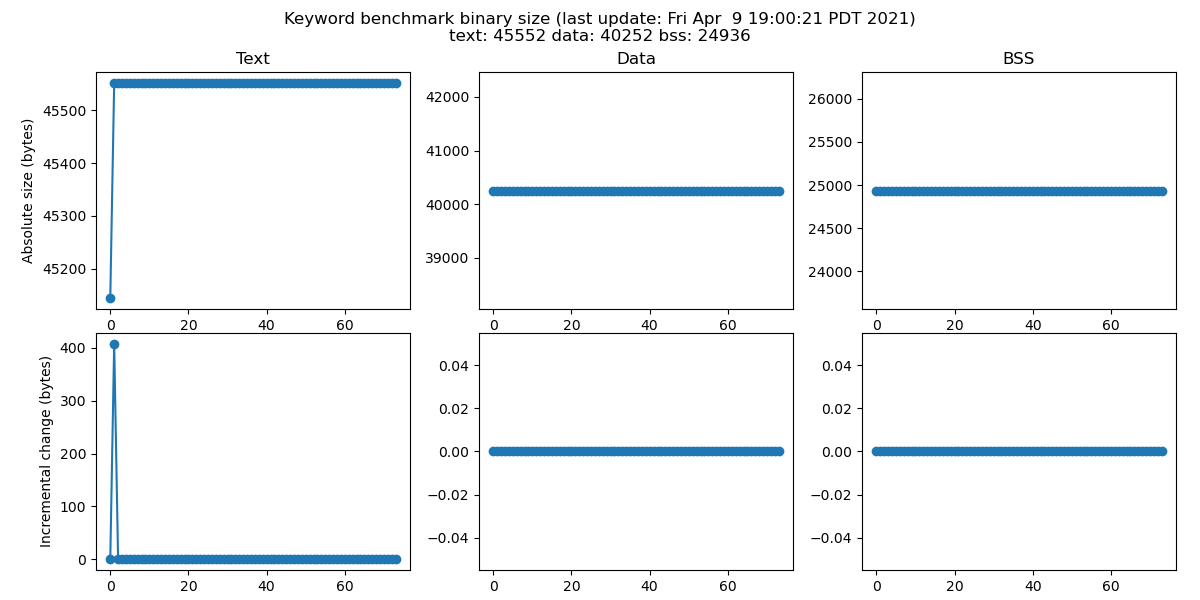 Keyword benchmark binary size (last update: Fri Apr  9 19:00:21 PDT 2021)
text: 45552 data: 40252 bss: 24936
Text
Data
BSS
Absolute size (bytes)
45500
45400
45300
45200
0 20 40 60
42000
41000
40000
39000
0 20 40 60
26000
25500
25000
24500
24000
0 20 40 60
Incremental change (bytes)
400
300
200
100
0
0 20 40 60
0.04
0.02
0.00
−0.02
−0.04
0 20 40 60
0.04
0.02
0.00
−0.02
−0.04
0 20 40 60